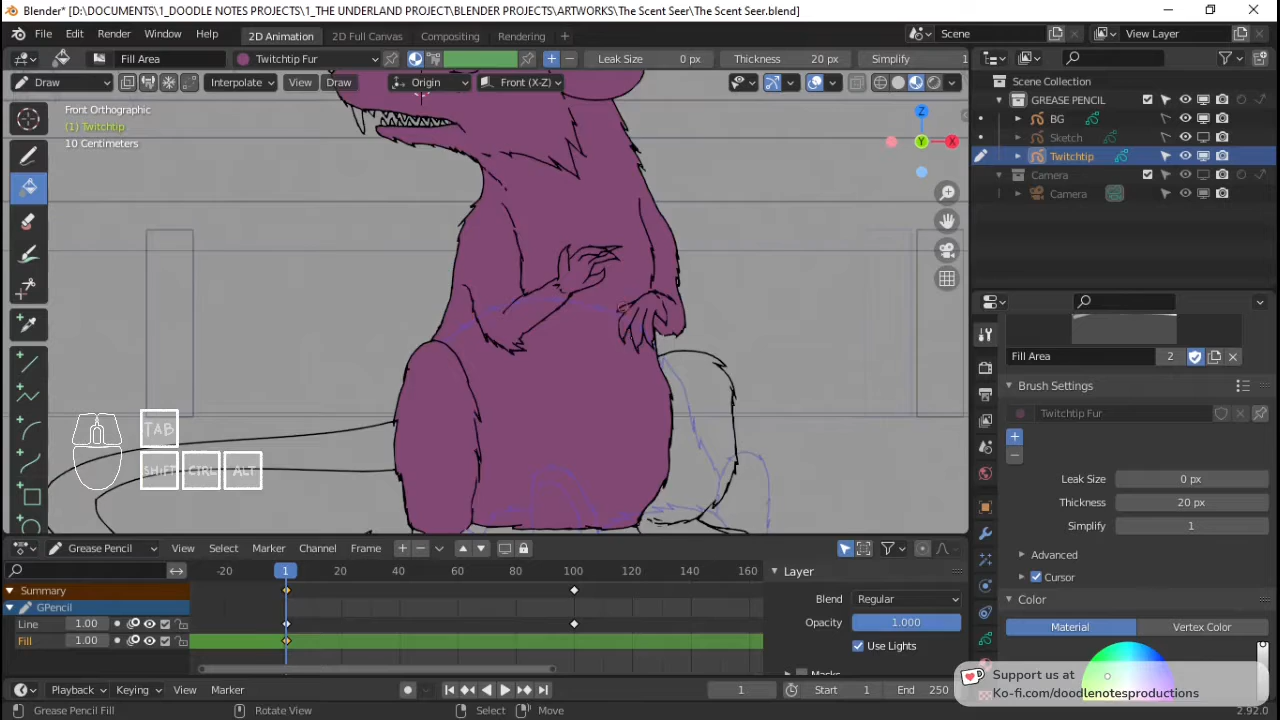 Blender* [D:\DOCUMENTS\1_DOODLE NOTES PROJECTS\1_THE UNDERLAND PROJECT\BLENDER PROJECTS\ARTWORKS\The Scent Seer\The Scent Seer.blend]
File Edit Render Window Help 2D Animation 2D Full Canvas Compositing Rendering Scene View Layer
Fill Area Twitchtip Fur Leak Size 0 px Thickness 20 px Simplify 1
Draw Interpolate View Draw Origin Front (X-Z)
Front Orthographic
(1) Twitchtip
10 Centimeters
Z
Y
X
Scene Collection
GREASE PENCIL
BG
Sketch
Twitchtip
Camera
Camera
Fill Area 2
Brush Settings
Twitchtip Fur
Leak Size 0 px
Thickness 20 px
Simplify 1
Advanced
Cursor
Color
Material Vertex Color
TAB
SHIFT CTRL ALT
Grease Pencil View Select Marker Channel Frame
-20 1 20 40 60 80 100 120 140 160
Summary
GPencil
Line 1.00
Fill 1.00
Layer
Blend Regular
Opacity 1.000
Use Lights
Masks
Support us at
Ko-fi.com/doodlenotesproductions
Playback Keying View Marker 1 Start 1 End 250
Grease Pencil Fill Rotate View Select Move 2.92.0